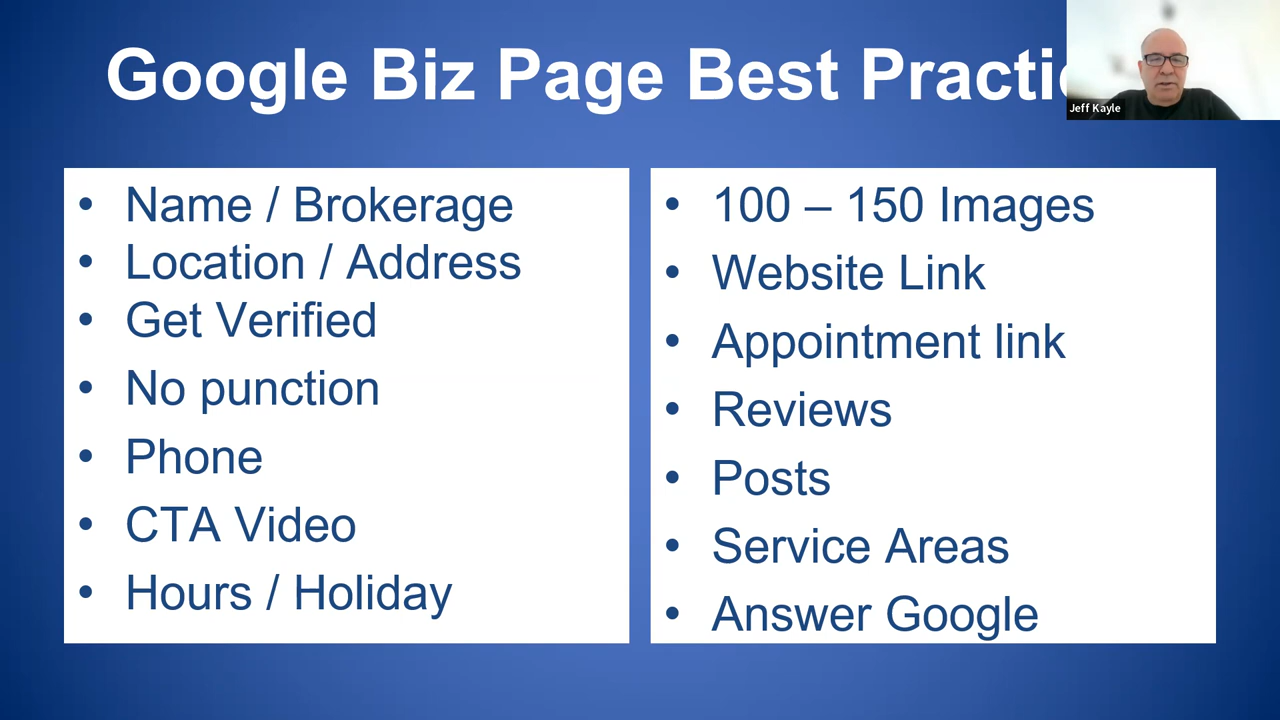 Google Biz Page Best Practic
Jeff Kayle
• Name / Brokerage
• Location / Address
• Get Verified
• No punction
• Phone
• CTA Video
• Hours / Holiday
• 100 – 150 Images
• Website Link
• Appointment link
• Reviews
• Posts
• Service Areas
• Answer Google